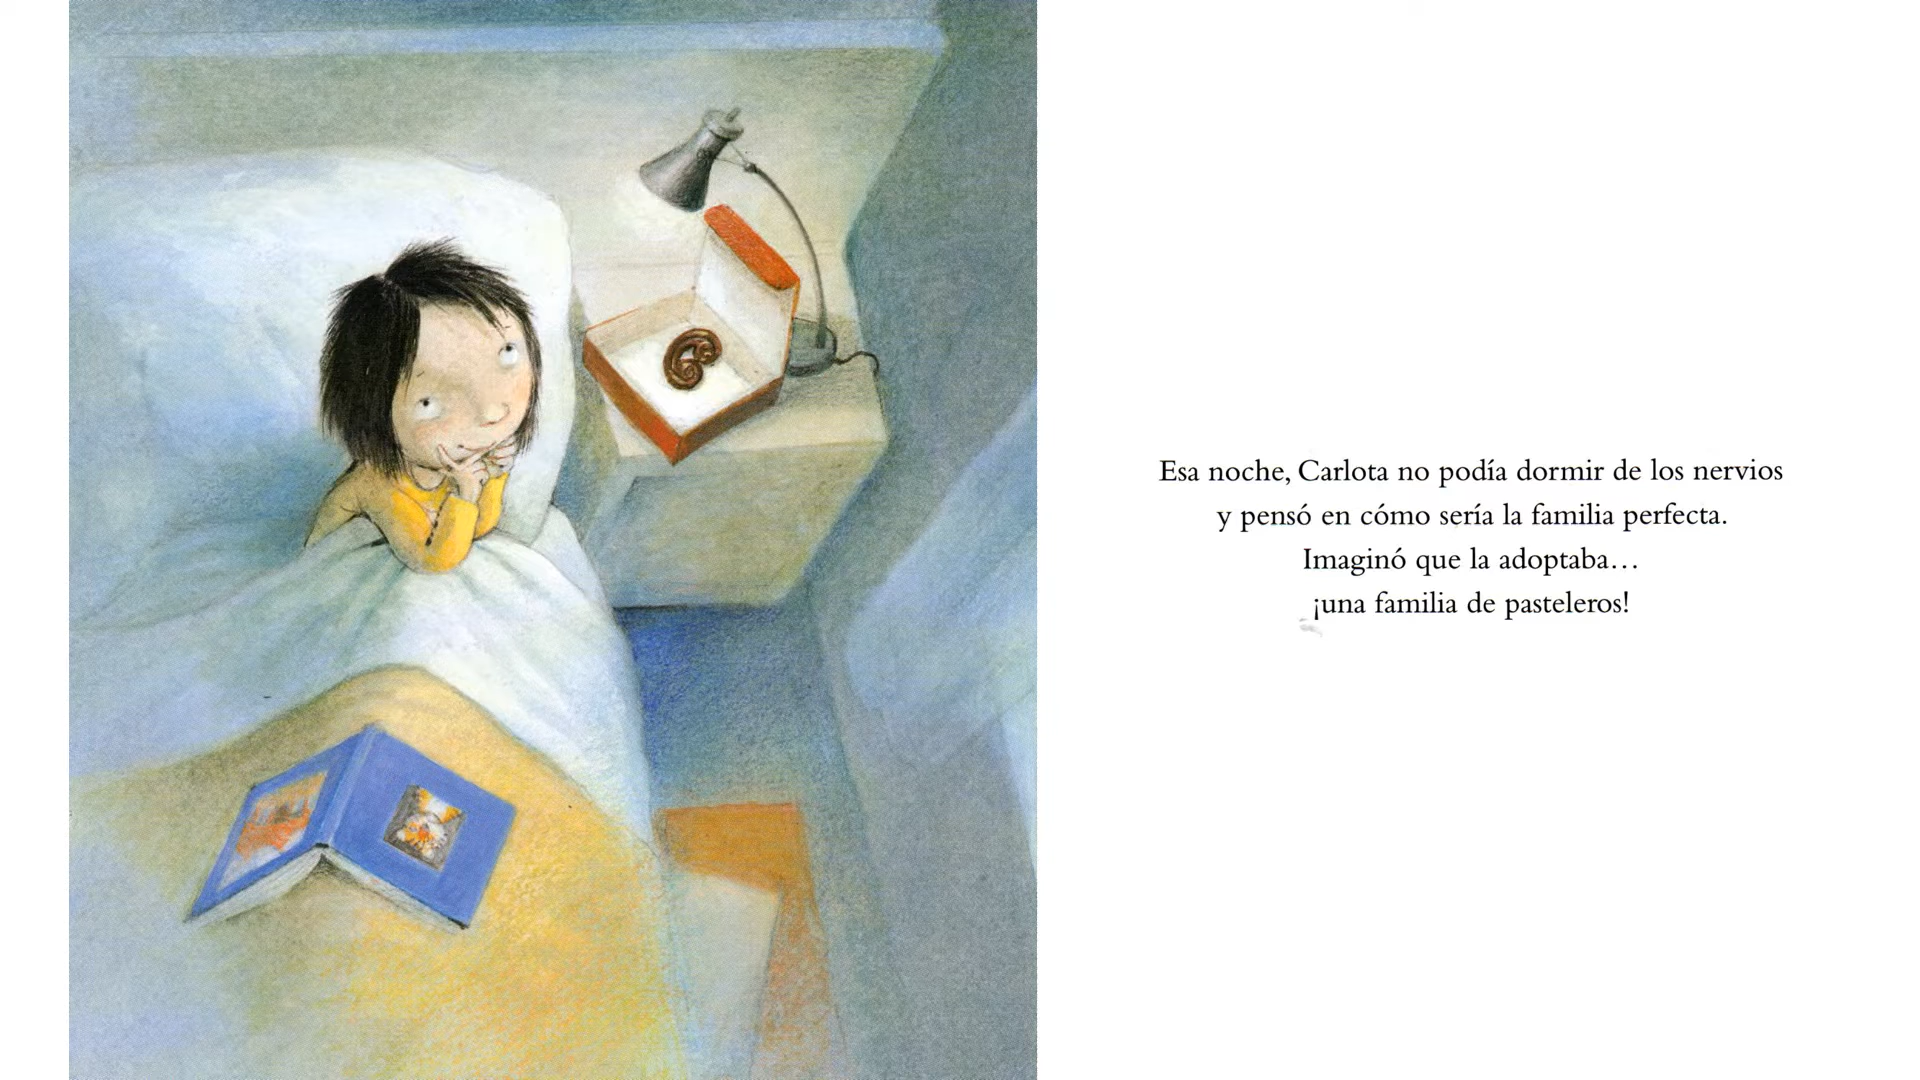 Esa noche, Carlota no podía dormir de los nervios
y pensó en cómo sería la familia perfecta.
Imaginó que la adoptaba…
¡una familia de pasteleros!